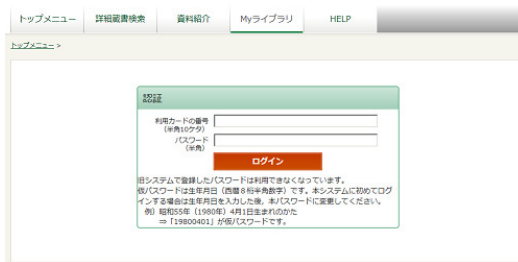 トップメニュー 詳細蔵書検索 資料紹介 Myライブラリ HELP
トップメニュー >
認証
利用カードの番号
(半角10ケタ)
パスワード
(半角)
ログイン
旧システムで登録したパスワードは利用できなくなっています。
仮パスワードは生年月日（西暦８桁半角数字）です。本システムに初めてログ
インする場合は生年月日を入力した後，本パスワードに変更してください。
例）昭和55年（1980年）4月1日生まれのかた
⇒「19800401」が仮パスワードです。